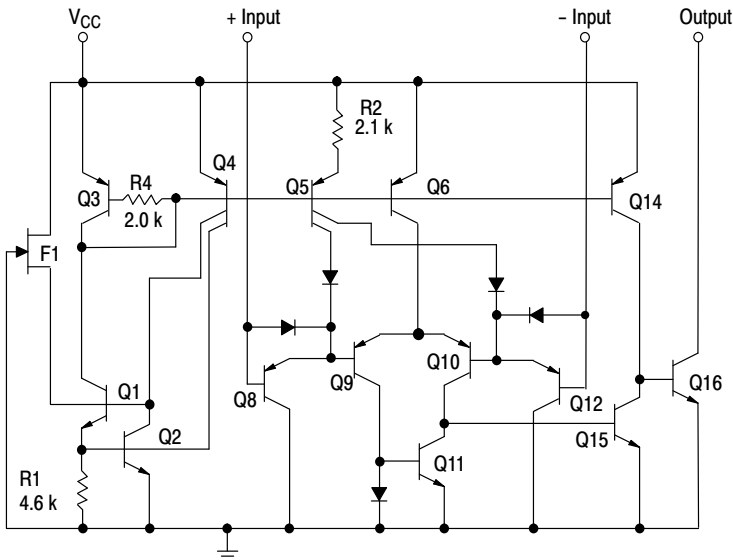 V_CC
+ Input
– Input
Output
R2
2.1 k
Q4
R4
Q5
Q6
Q3
Q14
2.0 k
F1
Q1
Q10
Q16
Q8
Q9
Q12
Q2
Q15
Q11
R1
4.6 k